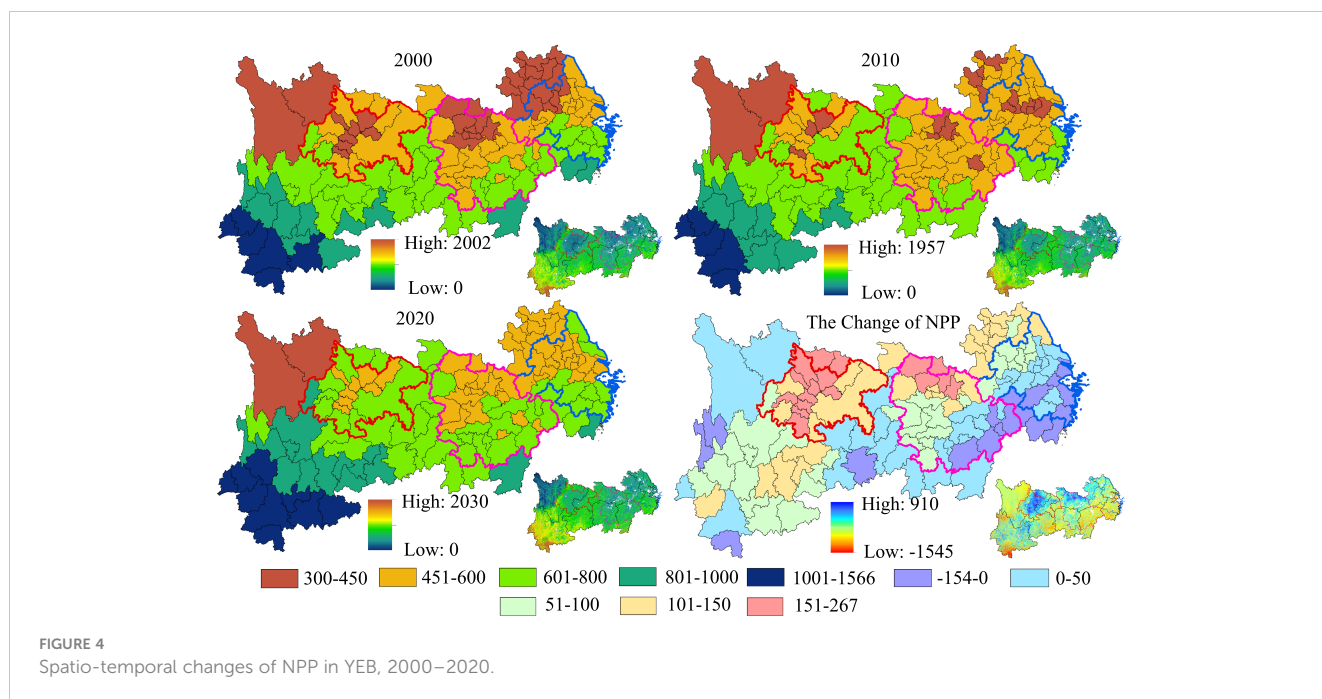 2000
2010
High: 2002
Low: 0
High: 1957
Low: 0
2020
The Change of NPP
High: 2030
Low: 0
High: 910
Low: -1545
300-450
451-600
601-800
801-1000
1001-1566
-154-0
0-50
51-100
101-150
151-267
FIGURE 4
Spatio-temporal changes of NPP in YEB, 2000–2020.